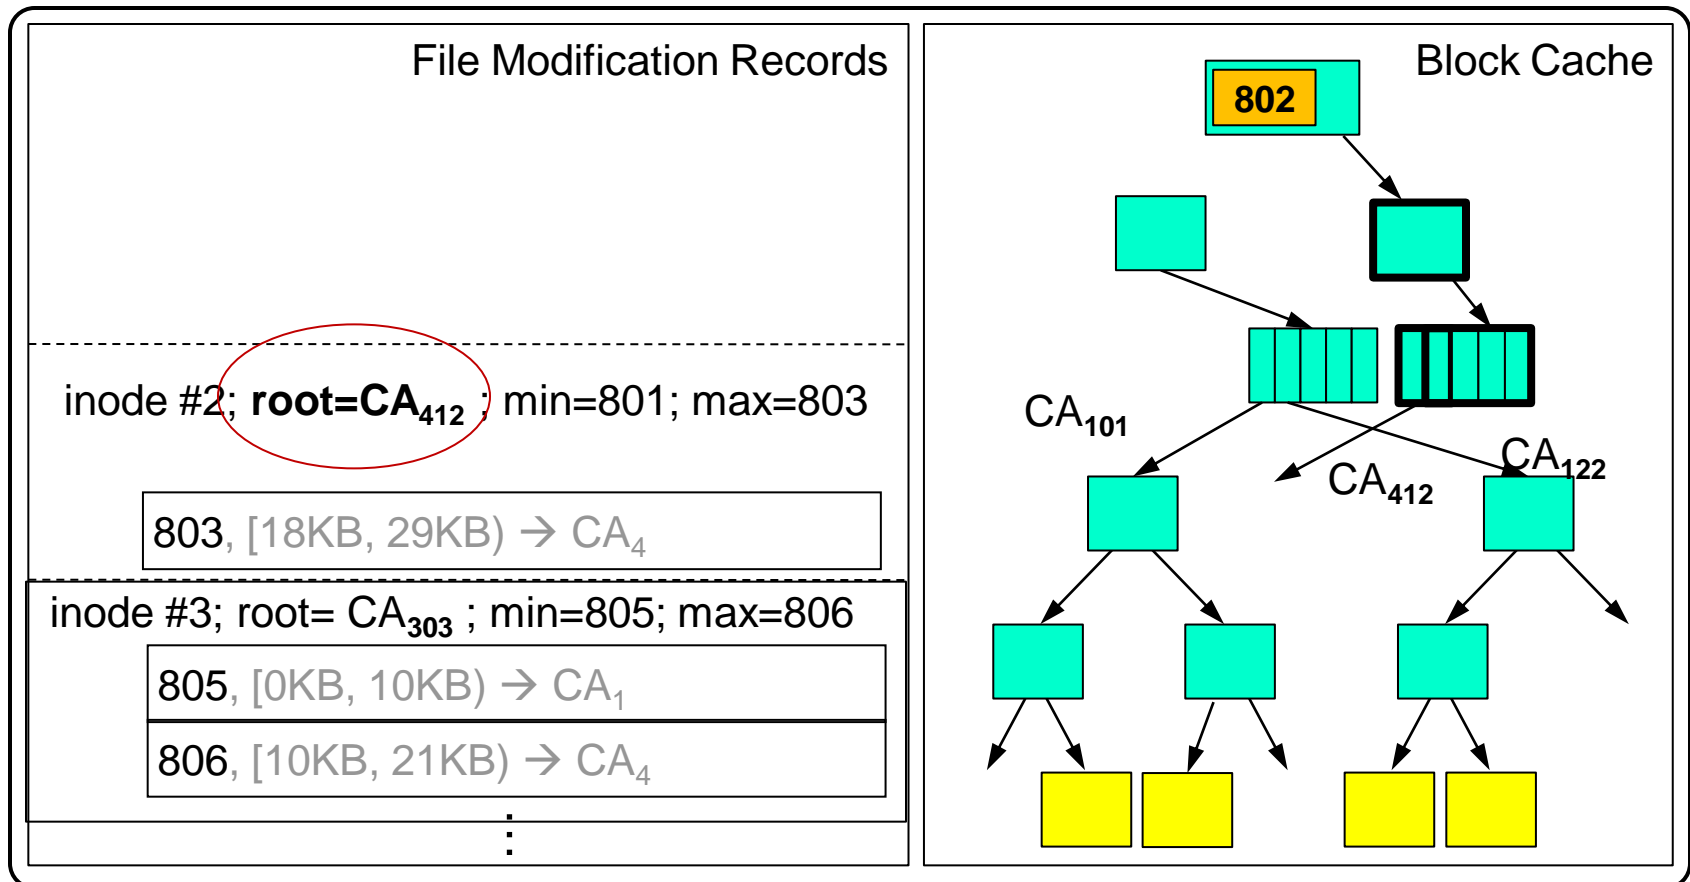 File Modification Records
inode #2; root=CA412 ; min=801; max=803
803, [18KB, 29KB) → CA4
inode #3; root= CA303 ; min=805; max=806
805, [0KB, 10KB) → CA1
806, [10KB, 21KB) → CA4
⋮
Block Cache
802
CA101
CA412
CA122